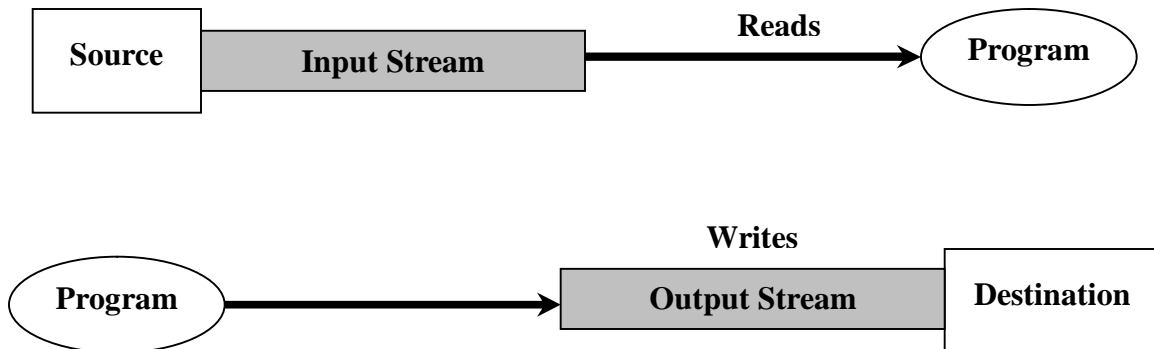 Reads
Source
Input Stream
Program
Writes
Program
Output Stream
Destination